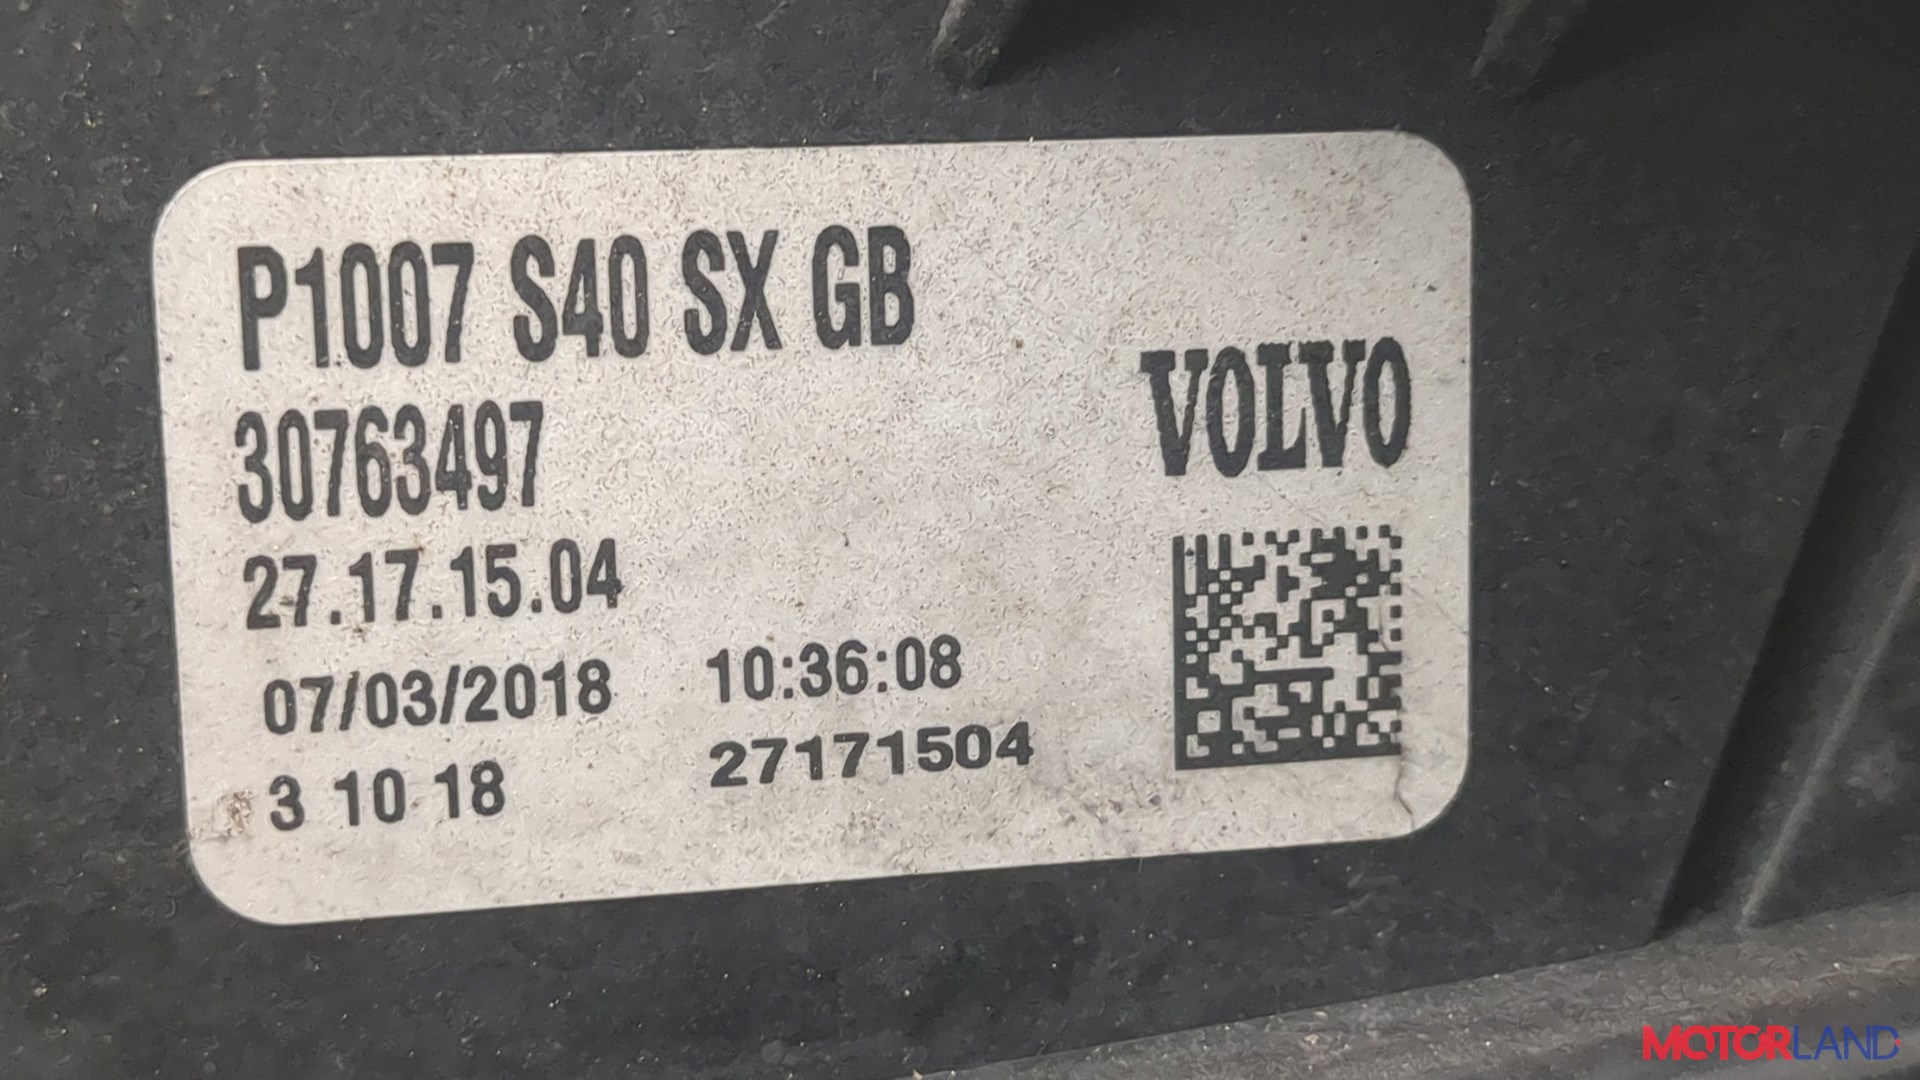 P1007 S40 SX GB
30763497
VOLVO
27.17.15.04
07/03/2018 10:36:08
3 10 18 27171504
MOTORLAND